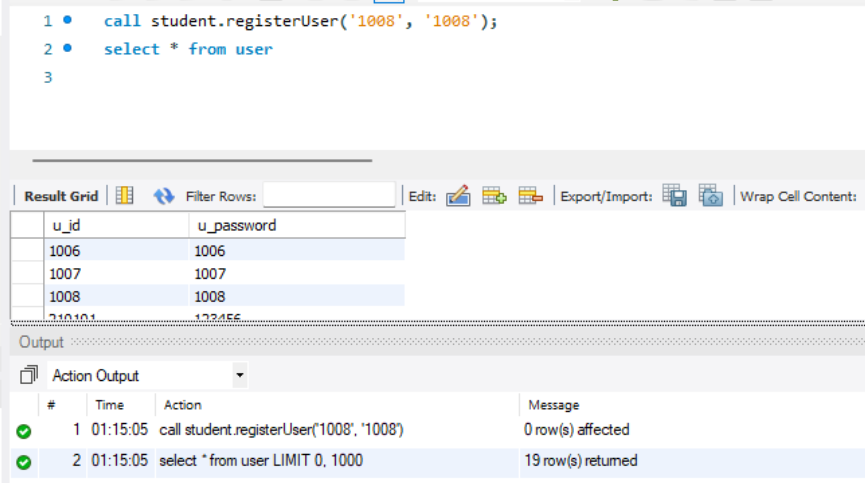 1 call student.registerUser('1008', '1008');
2 select * from user
3
Result Grid Filter Rows: Edit: Export/Import: Wrap Cell Content:
u_id u_password
1006 1006
1007 1007
1008 1008
210101 123456
Output
Action Output
# Time Action Message
1 01:15:05 call student.registerUser('1008', '1008') 0 row(s) affected
2 01:15:05 select * from user LIMIT 0, 1000 19 row(s) returned